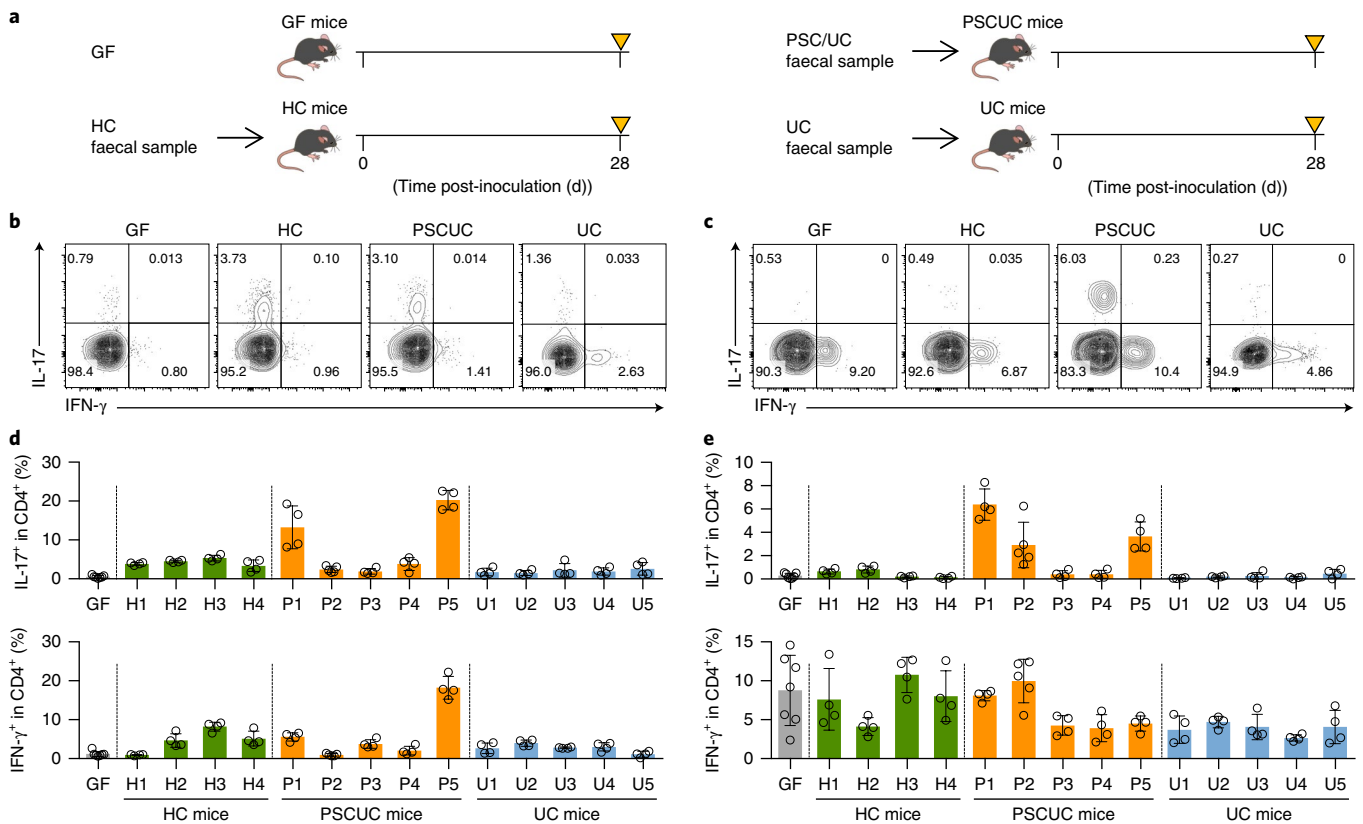 a
GF
GF mice
HC
faecal sample
HC mice
0
28
(Time post-inoculation (d))
PSC/UC
faecal sample
PSCUC mice
UC
faecal sample
UC mice
0
28
(Time post-inoculation (d))
b
GF
HC
PSCUC
UC
IL-17
0.79
0.013
98.4
0.80
3.73
0.10
95.2
0.96
3.10
0.014
95.5
1.41
1.36
0.033
96.0
2.63
IFN-γ
c
GF
HC
PSCUC
UC
IL-17
0.53
0
90.3
9.20
0.49
0.035
92.6
6.87
6.03
0.23
83.3
10.4
0.27
0
94.9
4.86
IFN-γ
d
IL-17⁺ in CD4⁺ (%)
30
20
10
0
GF H1 H2 H3 H4 P1 P2 P3 P4 P5 U1 U2 U3 U4 U5
IFN-γ⁺ in CD4⁺ (%)
30
20
10
0
GF H1 H2 H3 H4 P1 P2 P3 P4 P5 U1 U2 U3 U4 U5
HC mice PSCUC mice UC mice
e
IL-17⁺ in CD4⁺ (%)
10
8
6
4
2
0
GF H1 H2 H3 H4 P1 P2 P3 P4 P5 U1 U2 U3 U4 U5
IFN-γ⁺ in CD4⁺ (%)
15
10
5
0
GF H1 H2 H3 H4 P1 P2 P3 P4 P5 U1 U2 U3 U4 U5
HC mice PSCUC mice UC mice